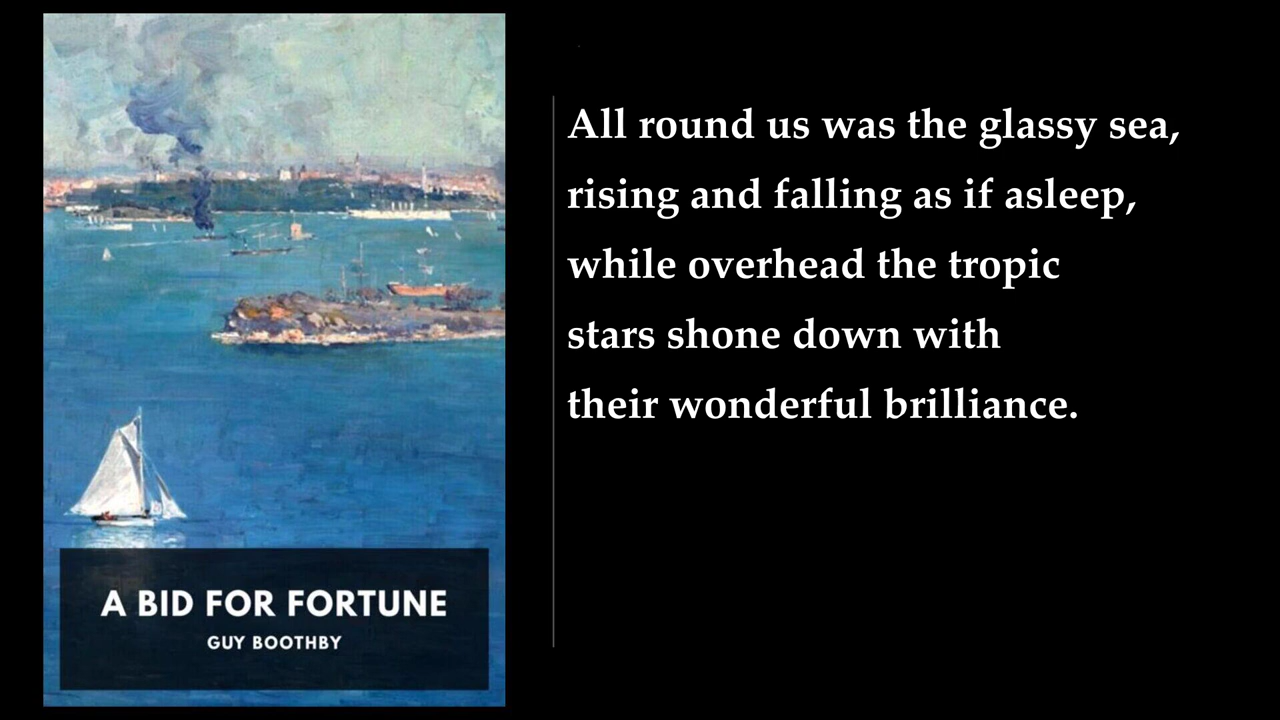 All round us was the glassy sea,
rising and falling as if asleep,
while overhead the tropic
stars shone down with
their wonderful brilliance.
A BID FOR FORTUNE
GUY BOOTHBY